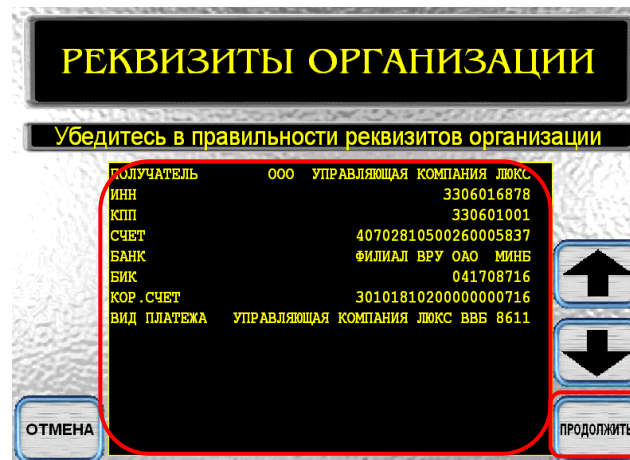 РЕКВИЗИТЫ ОРГАНИЗАЦИИ
Убедитесь в правильности реквизитов организации
ПОЛУЧАТЕЛЬ ООО УПРАВЛЯЮЩАЯ КОМПАНИЯ ЛЮКС
ИНН 3306016878
КПП 330601001
СЧЕТ 40702810500260005837
БАНК ФИЛИАЛ ВРУ ОАО МИНБ
БИК 041708716
КОР.СЧЕТ 30101810200000000716
ВИД ПЛАТЕЖА УПРАВЛЯЮЩАЯ КОМПАНИЯ ЛЮКС ВВБ 8611
ОТМЕНА
ПРОДОЛЖИТЬ